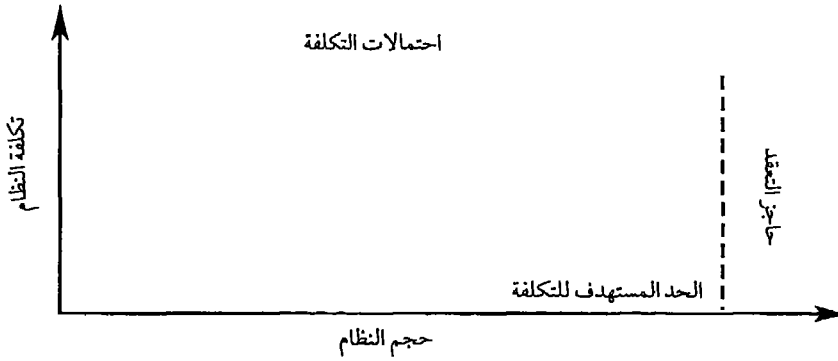 احتمالات التكلفة
تكلفة النظام
حاجز التعقد
الحد المستهدف للتكلفة
حجم النظام